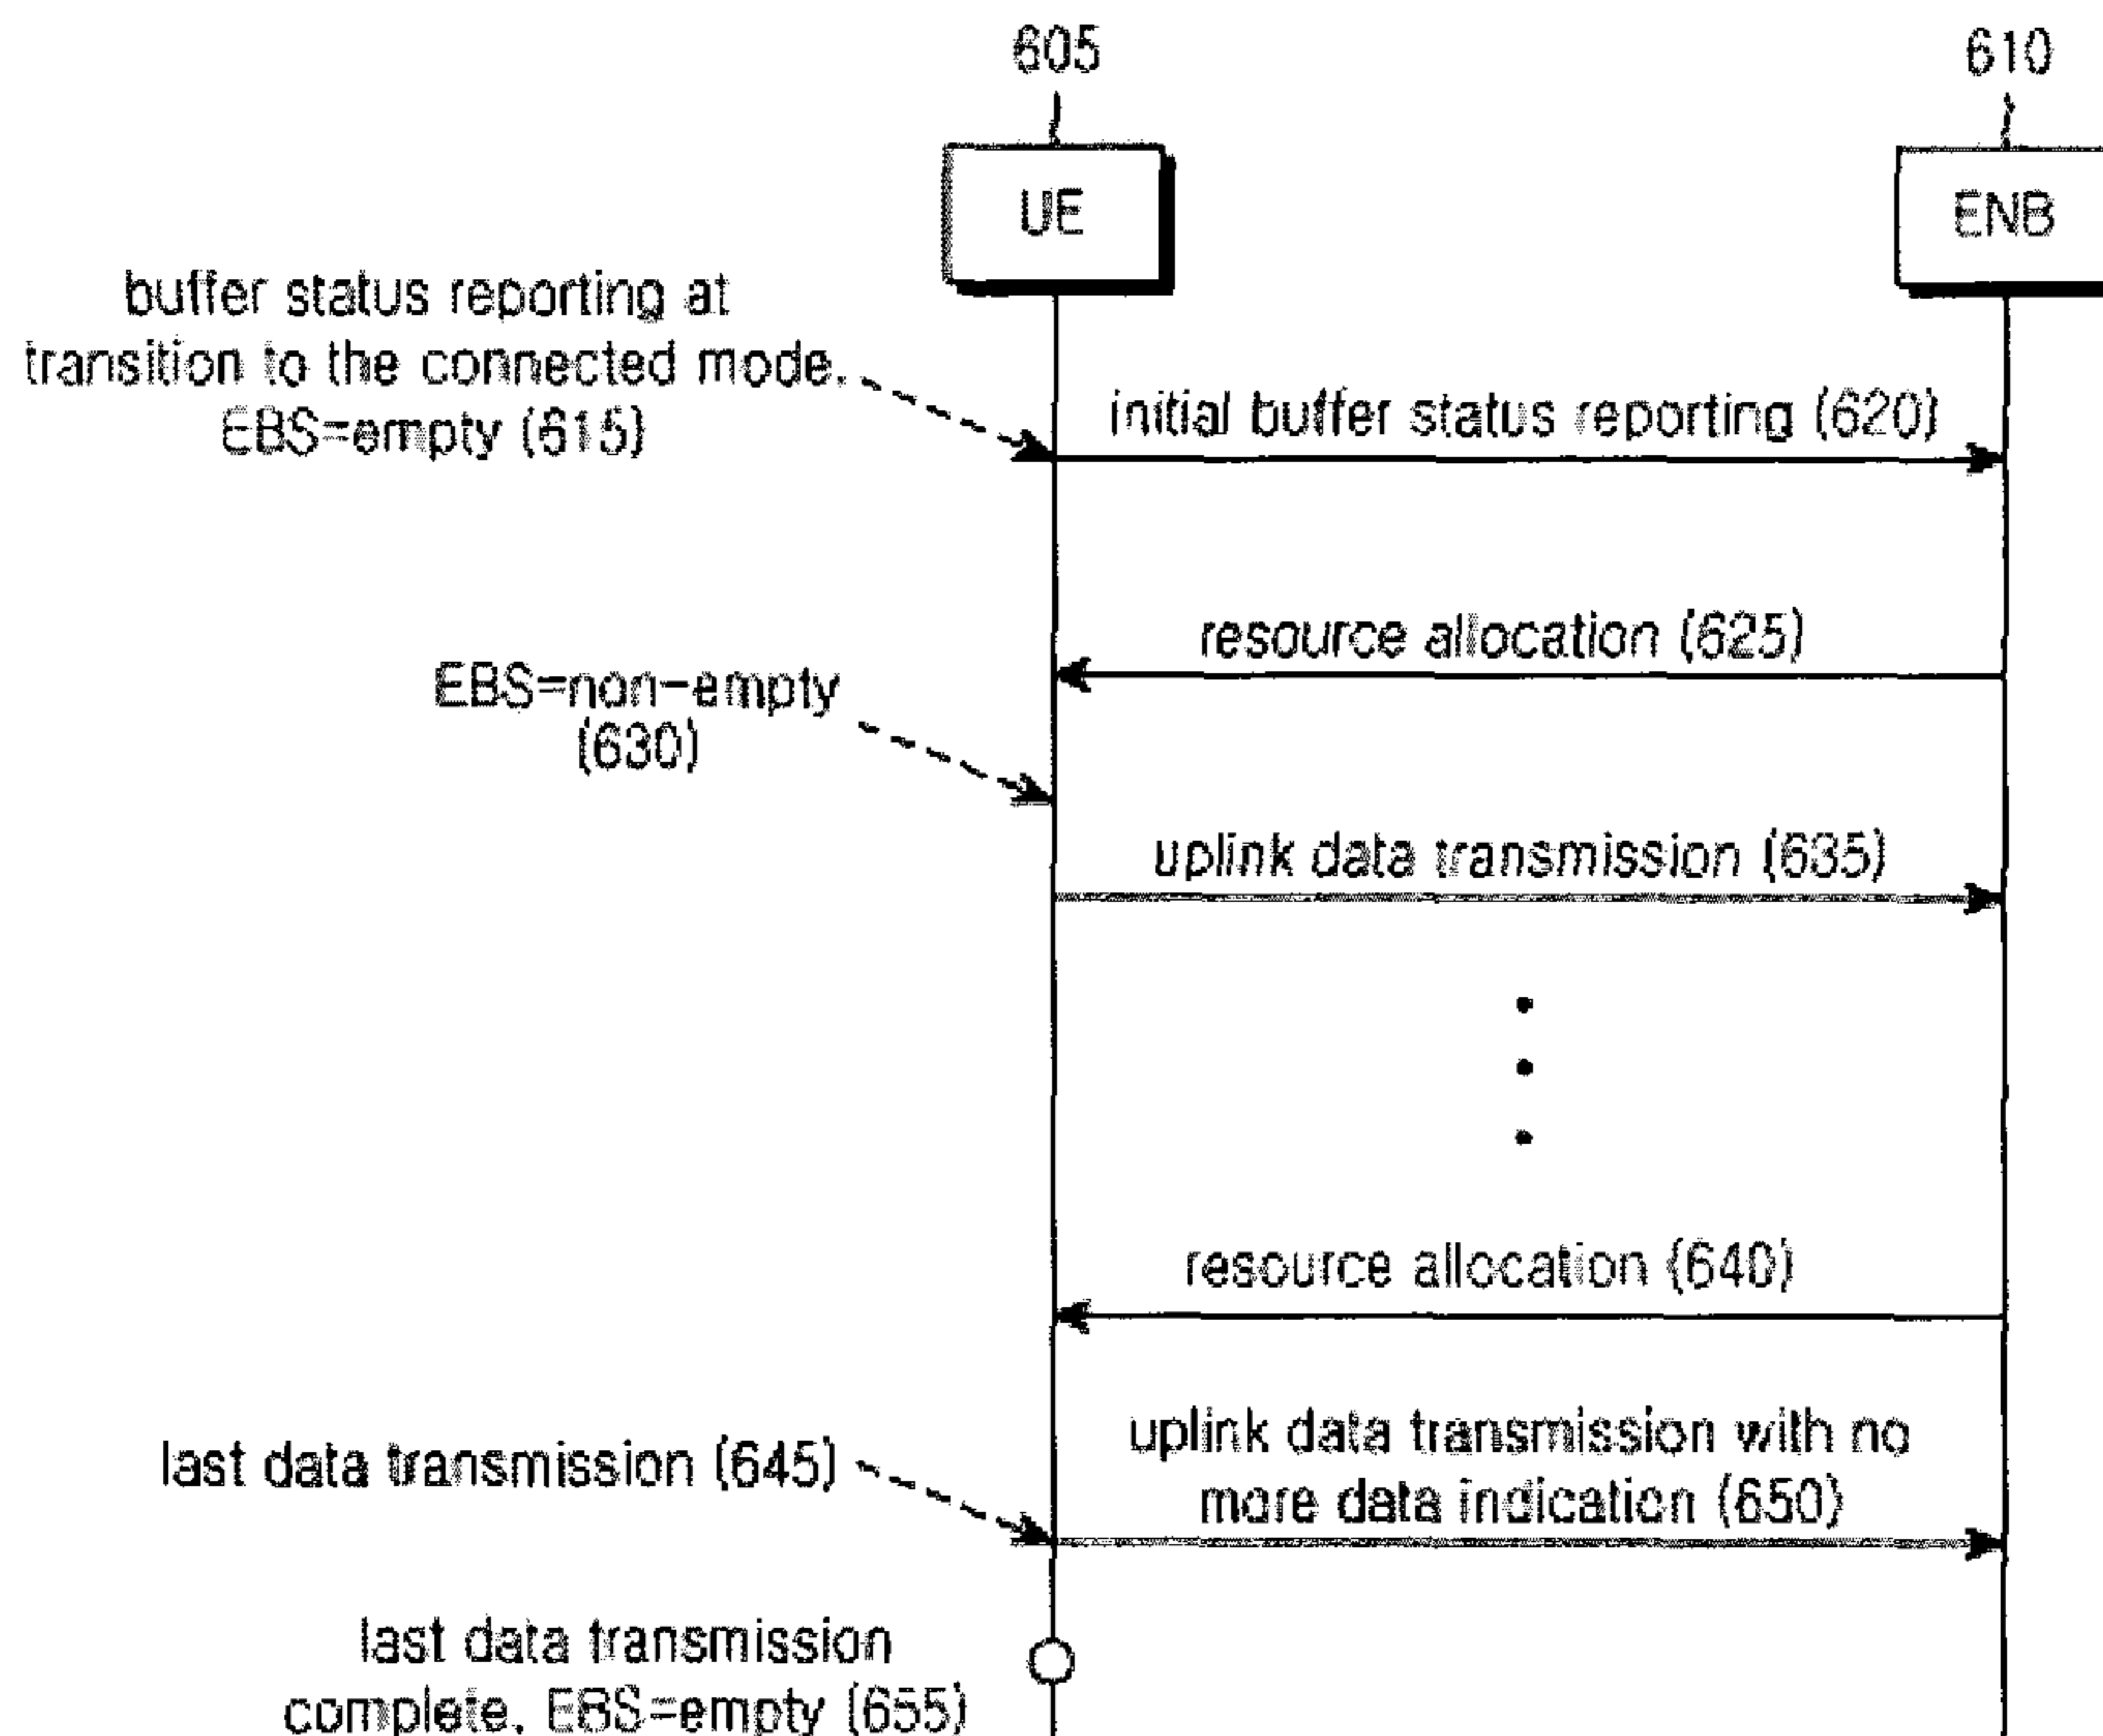 605
610
UE
ENB
buffer status reporting at
transition to the connected mode.
EBS=empty (615)
initial buffer status reporting (620)
resource allocation (625)
EBS=non-empty
(630)
uplink data transmission (635)
resource allocation (640)
last data transmission (645)
uplink data transmission with no
more data indication (650)
last data transmission
complete. EBS=empty (655)